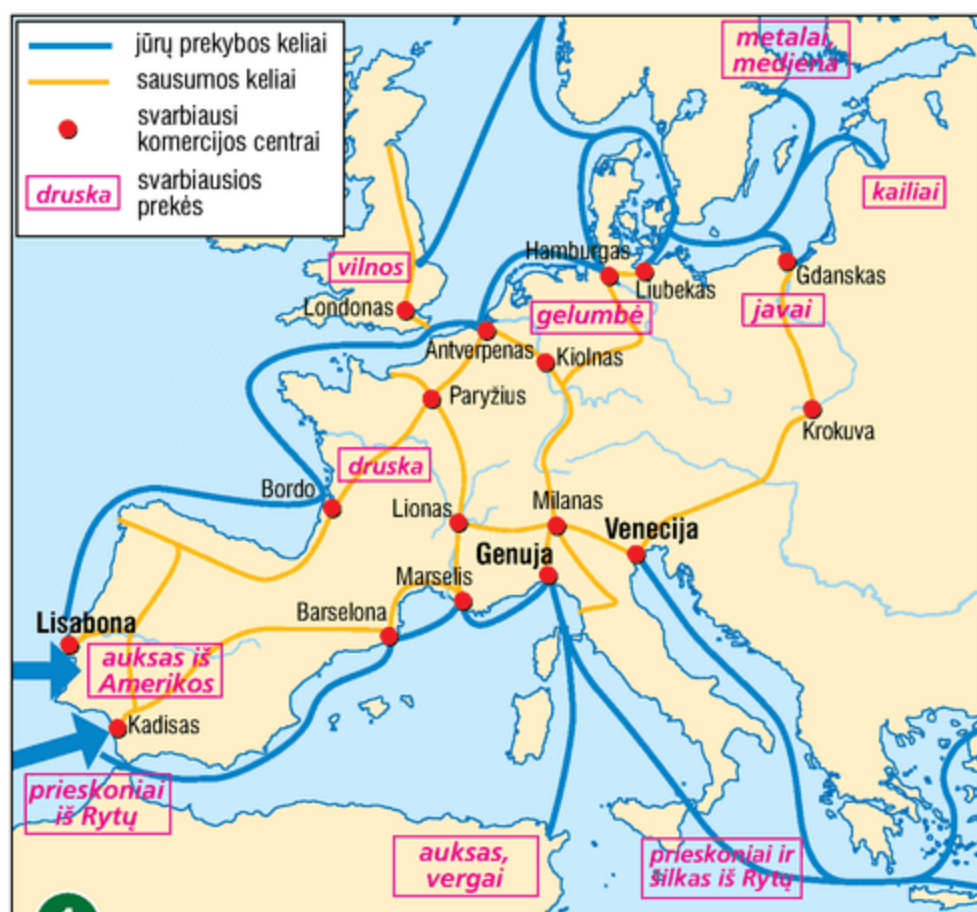 jūrų prekybos keliai
sausumos keliai
svarbiausi
komercijos centrai
druska
svarbiausios
prekės
metalai,
mediena
kailiai
vilnos
Hamburgas
Liubekas
Gdanskas
Londonas
gelumbė
javai
Antverpenas
Kiolnas
Paryžius
Krokuva
druska
Bordo
Lionas
Milanas
Venecija
Genuja
Marselis
Barselona
Lisabona
auksas iš
Amerikos
Kadisas
prieskoniai
iš Rytų
auksas,
vergai
prieskoniai ir
šilkas iš Rytų